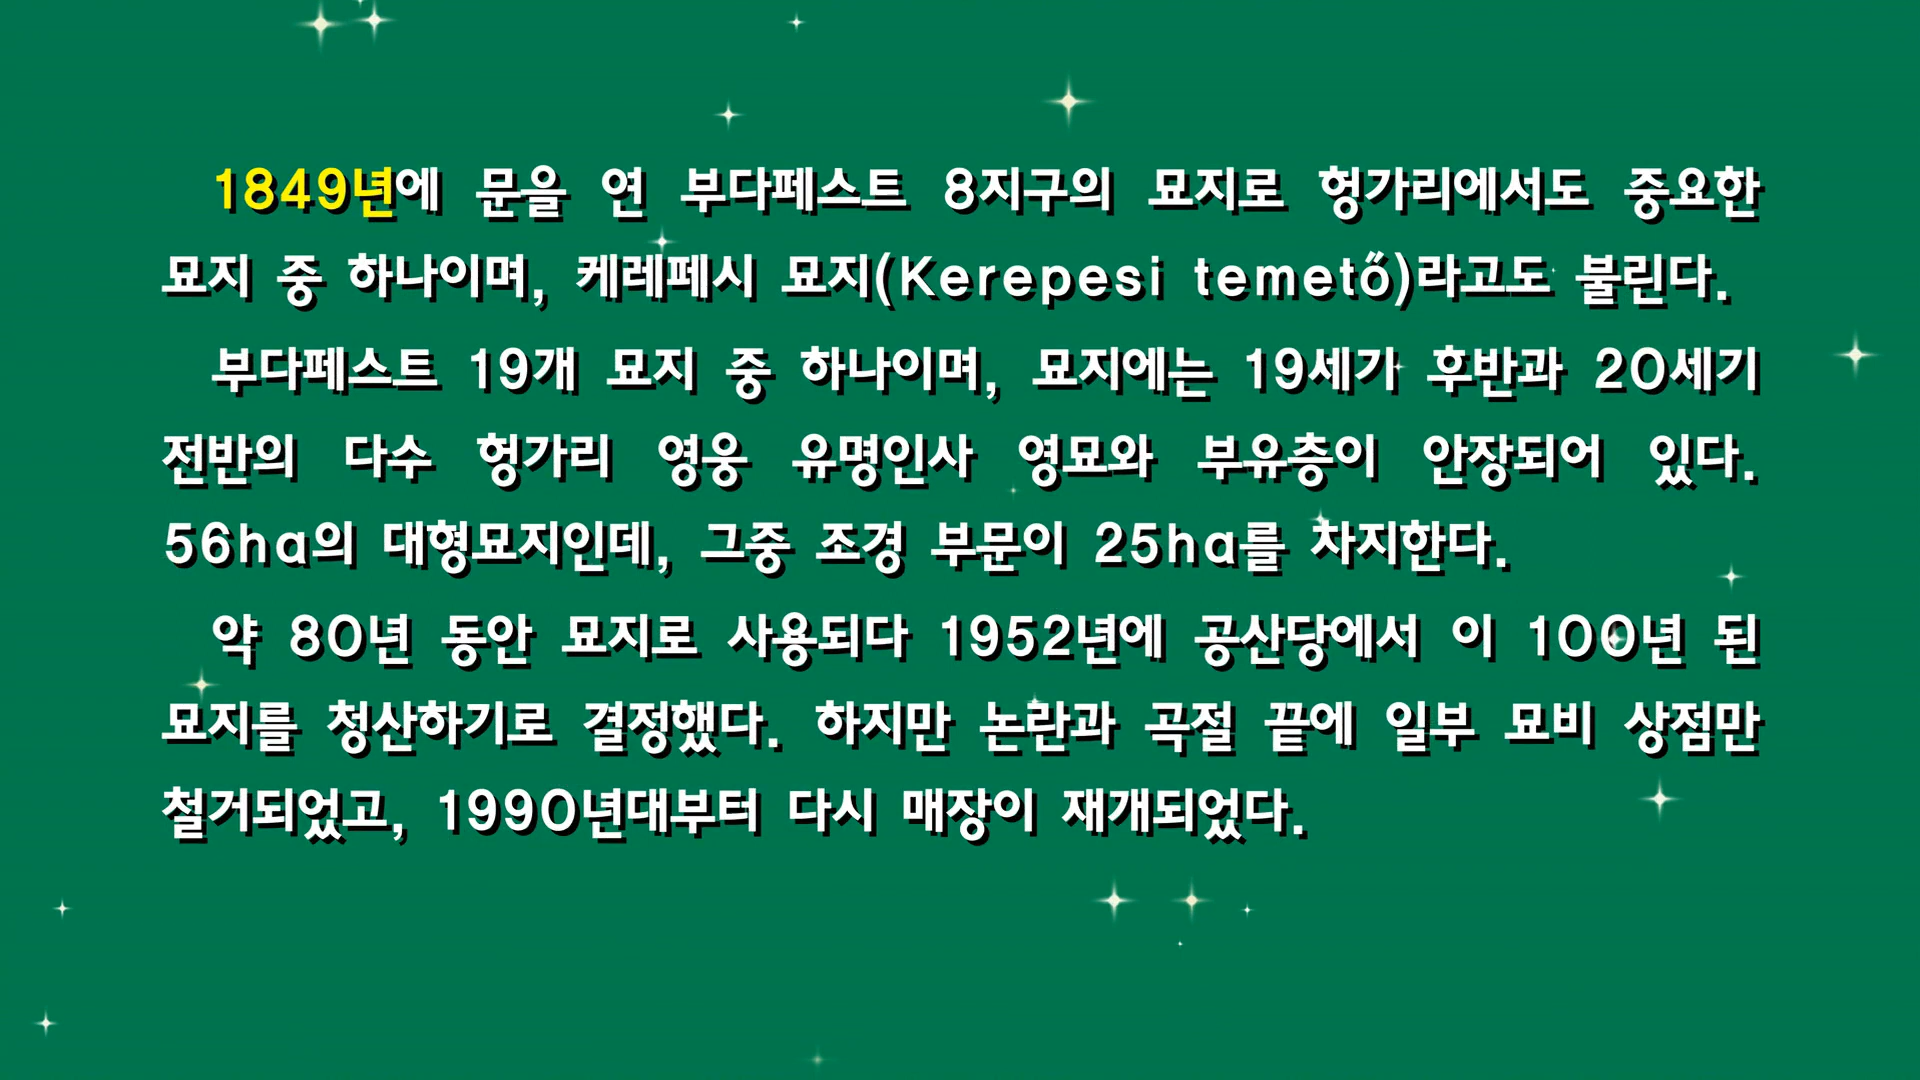 1849년에 문을 연 부다페스트 8지구의 묘지로 헝가리에서도 중요한
묘지 중 하나이며, 케레페시 묘지(Kerepesi temető)라고도 불린다.
부다페스트 19개 묘지 중 하나이며, 묘지에는 19세가 후반과 20세기
전반의 다수 헝가리 영웅 유명인사 영묘와 부유층이 안장되어 있다.
56ha의 대형묘지인데, 그중 조경 부문이 25ha를 차지한다.
약 80년 동안 묘지로 사용되다 1952년에 공산당에서 이 100년 된
묘지를 청산하기로 결정했다. 하지만 논란과 곡절 끝에 일부 묘비 상점만
철거되었고, 1990년대부터 다시 매장이 재개되었다.